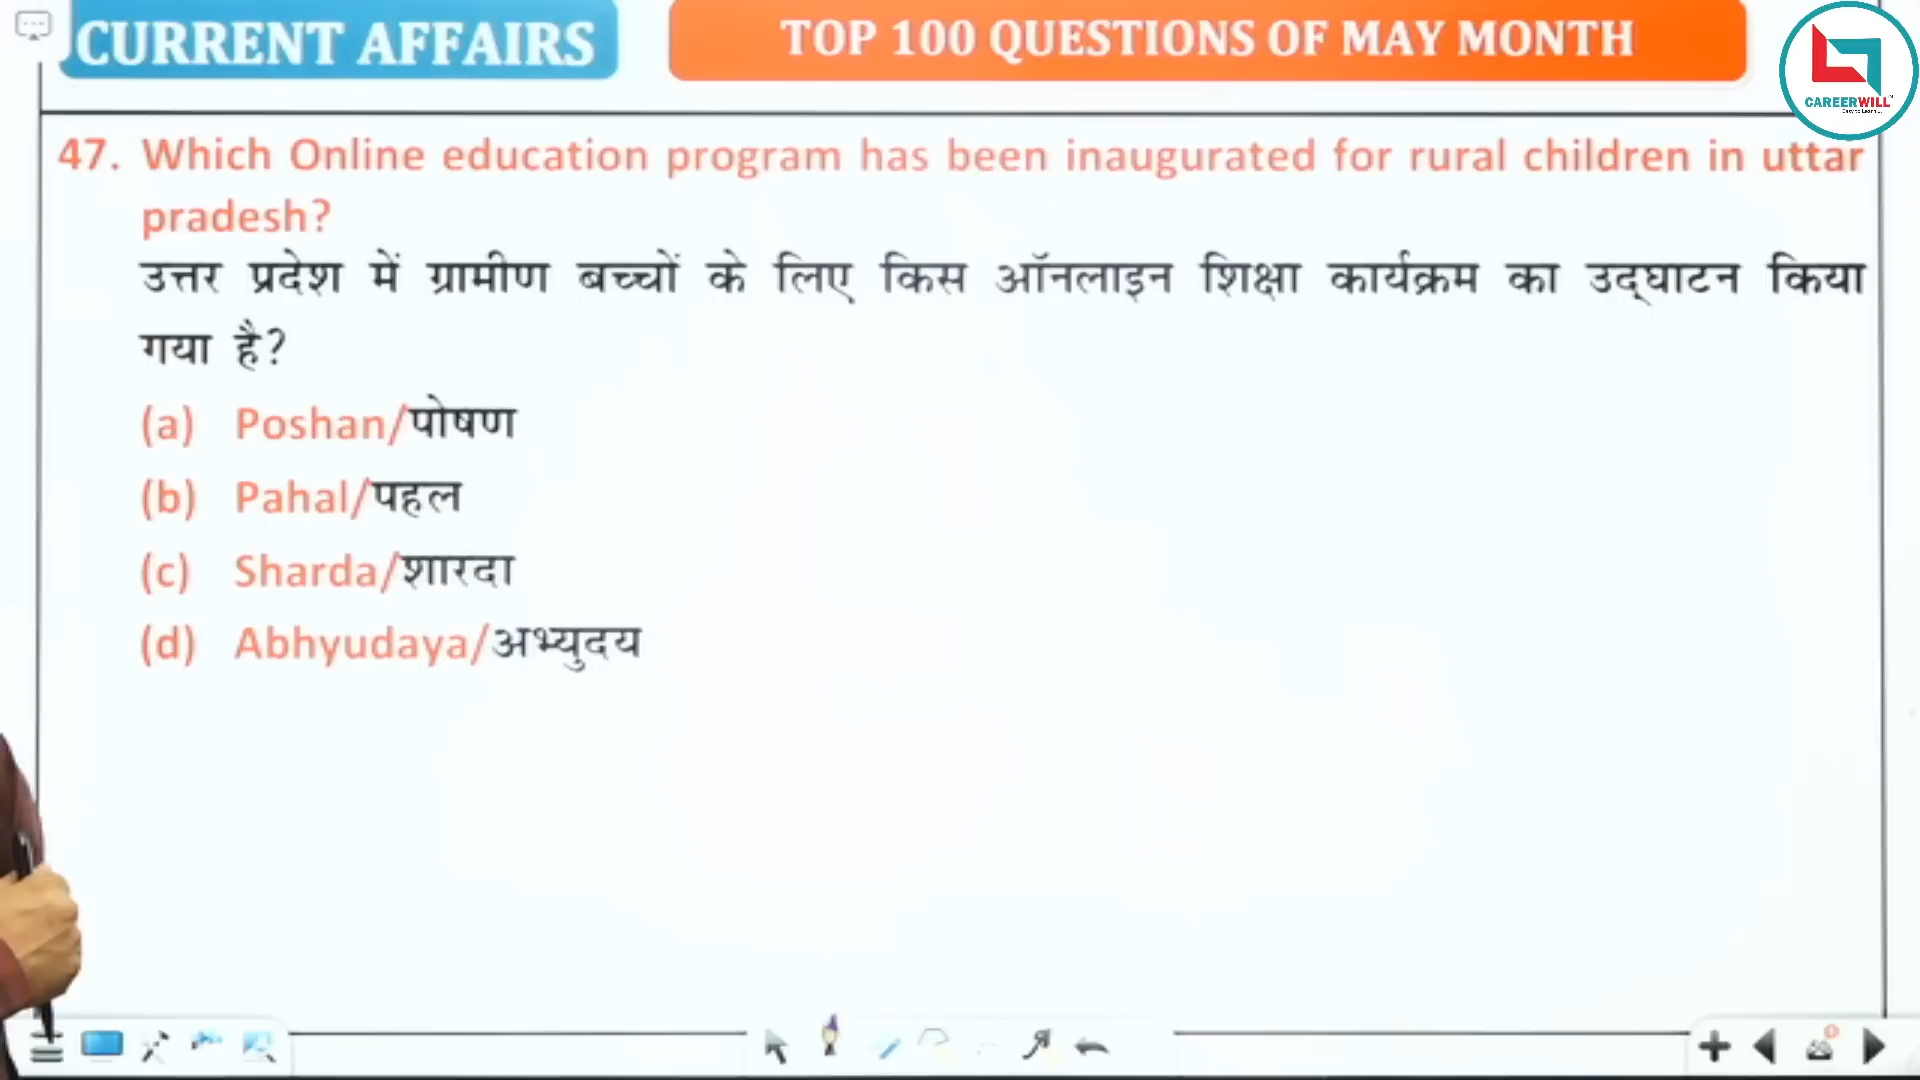 CURRENT AFFAIRS
TOP 100 QUESTIONS OF MAY MONTH
CAREERWILL
47. Which Online education program has been inaugurated for rural children in uttar
pradesh?
उत्तर प्रदेश में ग्रामीण बच्चों के लिए किस ऑनलाइन शिक्षा कार्यक्रम का उद्घाटन किया
गया है?
(a) Poshan/पोषण
(b) Pahal/पहल
(c) Sharda/शारदा
(d) Abhyudaya/अभ्युदय